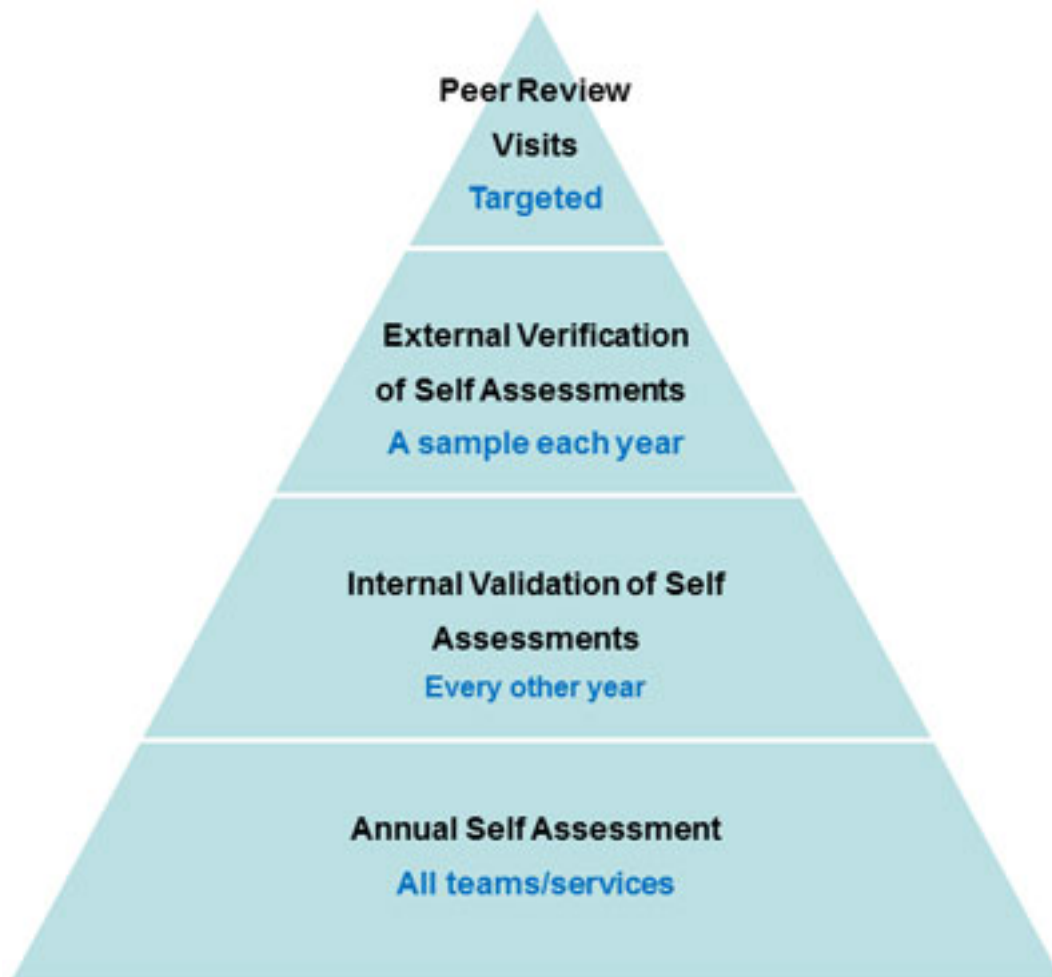 Peer Review
Visits
Targeted
External Verification
of Self Assessments
A sample each year
Internal Validation of Self
Assessments
Every other year
Annual Self Assessment
All teams/services